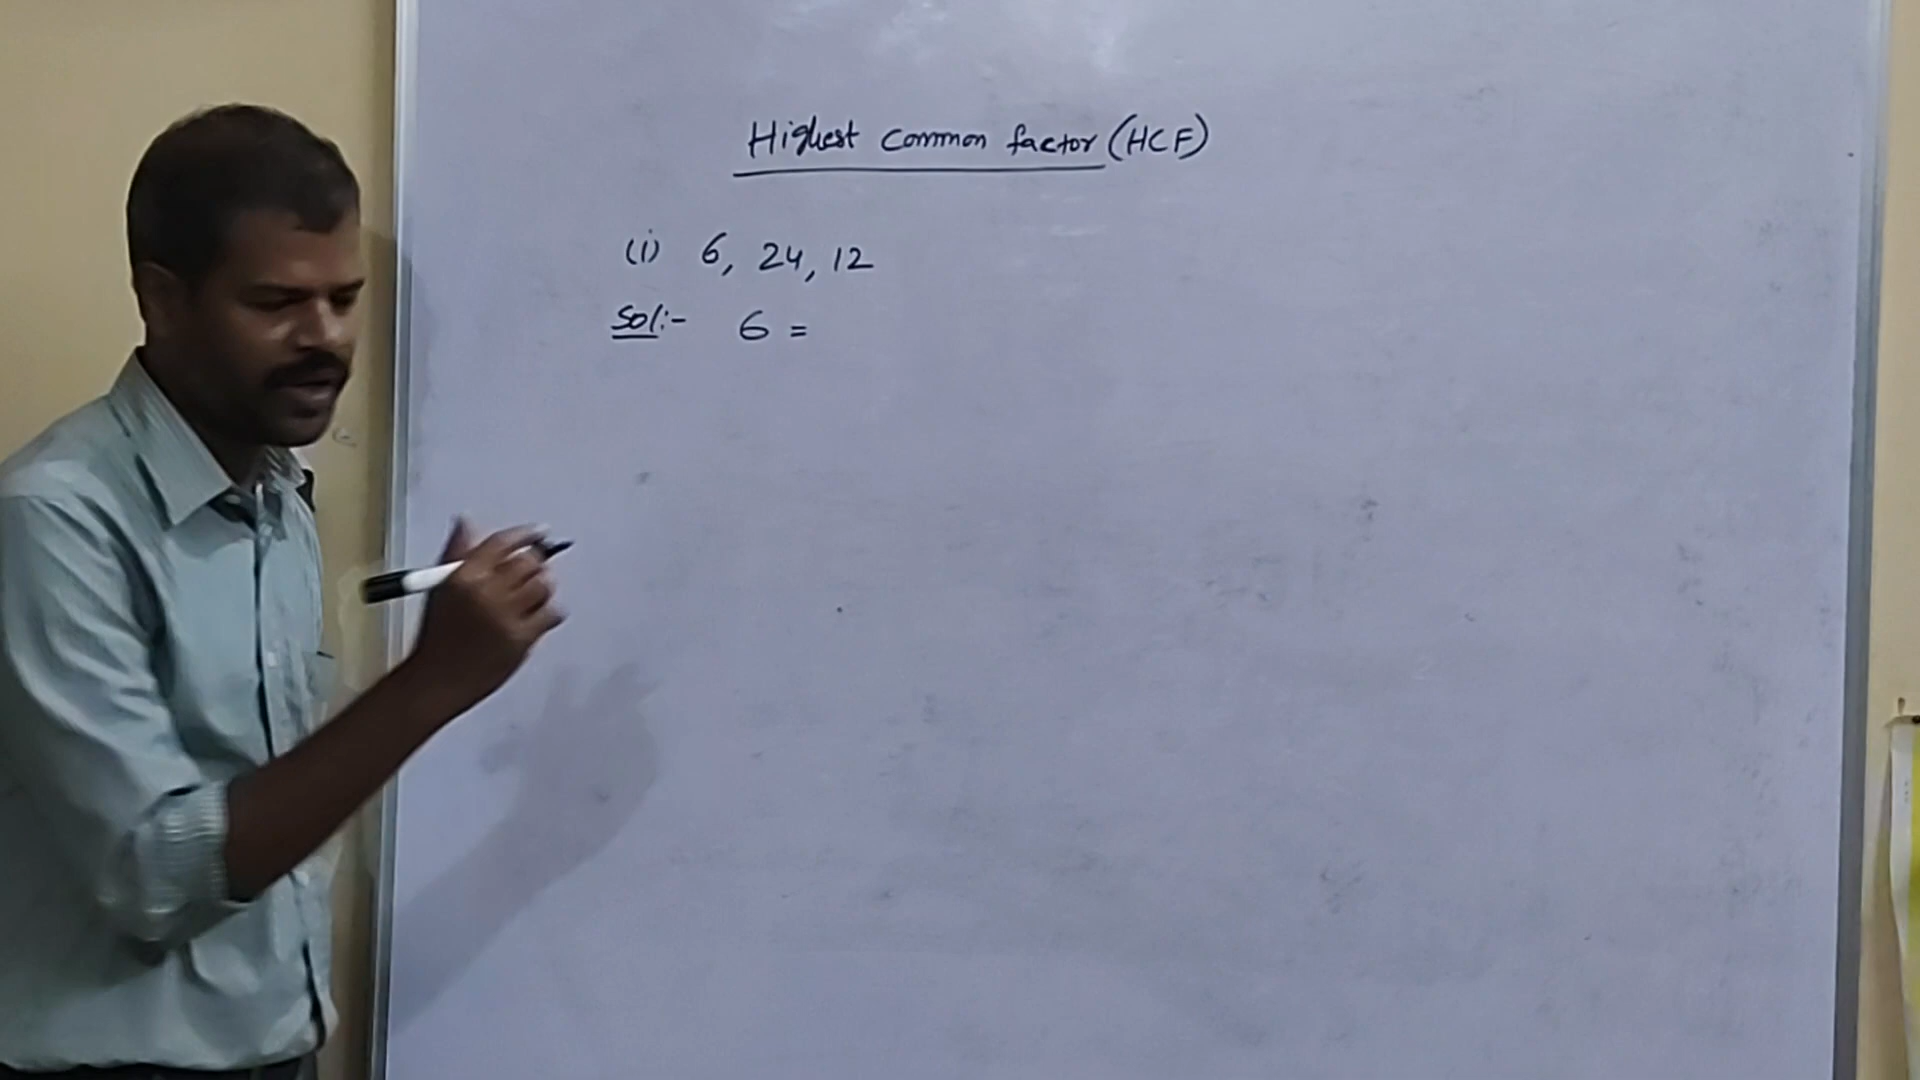 Highest Common factor (HCF)
(i) 6, 24, 12
Sol:- 6 =